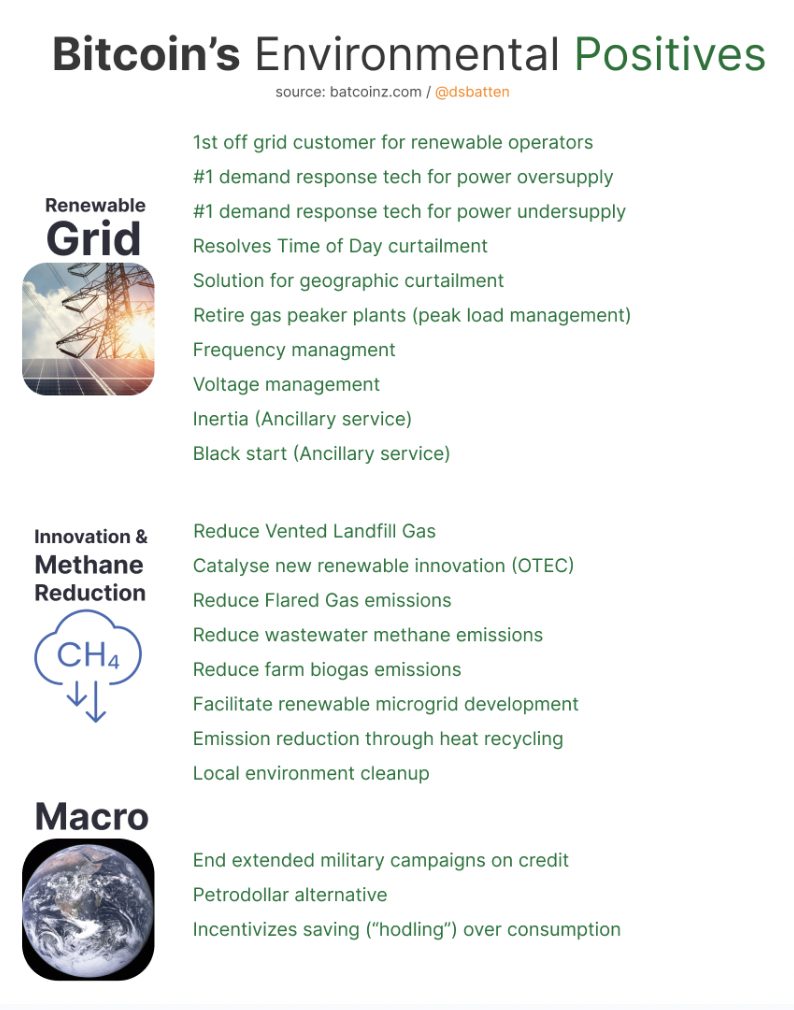 Bitcoin’s Environmental Positives
source: batcoinz.com / @dsbatten
Renewable
Grid
1st off grid customer for renewable operators
#1 demand response tech for power oversupply
#1 demand response tech for power undersupply
Resolves Time of Day curtailment
Solution for geographic curtailment
Retire gas peaker plants (peak load management)
Frequency managment
Voltage management
Inertia (Ancillary service)
Black start (Ancillary service)
Innovation &
Methane
Reduction
CH₄
Reduce Vented Landfill Gas
Catalyse new renewable innovation (OTEC)
Reduce Flared Gas emissions
Reduce wastewater methane emissions
Reduce farm biogas emissions
Facilitate renewable microgrid development
Emission reduction through heat recycling
Local environment cleanup
Macro
End extended military campaigns on credit
Petrodollar alternative
Incentivizes saving (“hodling”) over consumption